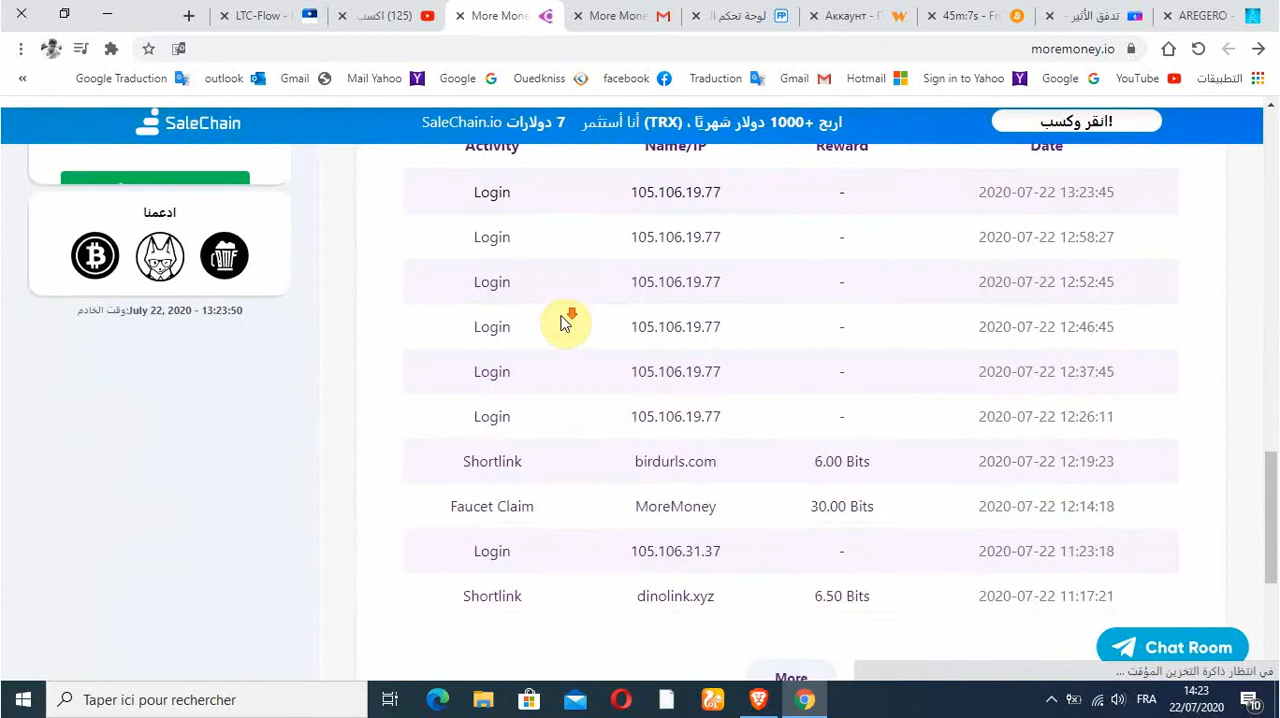 LTC-Flow -
(125) اكسب
More Mone
More Mone
لوحة تحكم ال
FP
Аккаунт - П
45m:7s - Fr
تدفق الأثير -
AREGERO -
moremoney.io
«
Google Traduction
outlook
Gmail
Mail Yahoo
Google
Ouedkniss
facebook
Traduction
Gmail
Hotmail
Sign in to Yahoo
Google
YouTube
التطبيقات
SaleChain
اربح +1000 دولار شهريًا ، (TRX) أنا أستثمر 7 دولارات SaleChain.io
انقر وكسب!
Activity Name/IP Reward Date
Login 105.106.19.77 - 2020-07-22 13:23:45
Login 105.106.19.77 - 2020-07-22 12:58:27
Login 105.106.19.77 - 2020-07-22 12:52:45
Login 105.106.19.77 - 2020-07-22 12:46:45
Login 105.106.19.77 - 2020-07-22 12:37:45
Login 105.106.19.77 - 2020-07-22 12:26:11
Shortlink birdurls.com 6.00 Bits 2020-07-22 12:19:23
Faucet Claim MoreMoney 30.00 Bits 2020-07-22 12:14:18
Login 105.106.31.37 - 2020-07-22 11:23:18
Shortlink dinolink.xyz 6.50 Bits 2020-07-22 11:17:21
More
ادعمنا
وقت الخادم:July 22, 2020 - 13:23:50
Chat Room
في انتظار ذاكرة التخزين المؤقت ...
Taper ici pour rechercher
FRA
14:23
22/07/2020
10